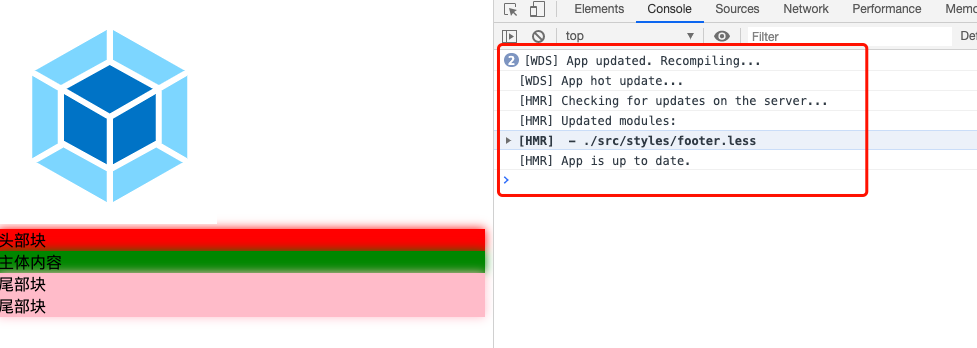 Elements Console Sources Network Performance Memo
top Filter Def
2 [WDS] App updated. Recompiling...
[WDS] App hot update...
[HMR] Checking for updates on the server...
[HMR] Updated modules:
[HMR]  - ./src/styles/footer.less
[HMR] App is up to date.
头部块
主体内容
尾部块
尾部块